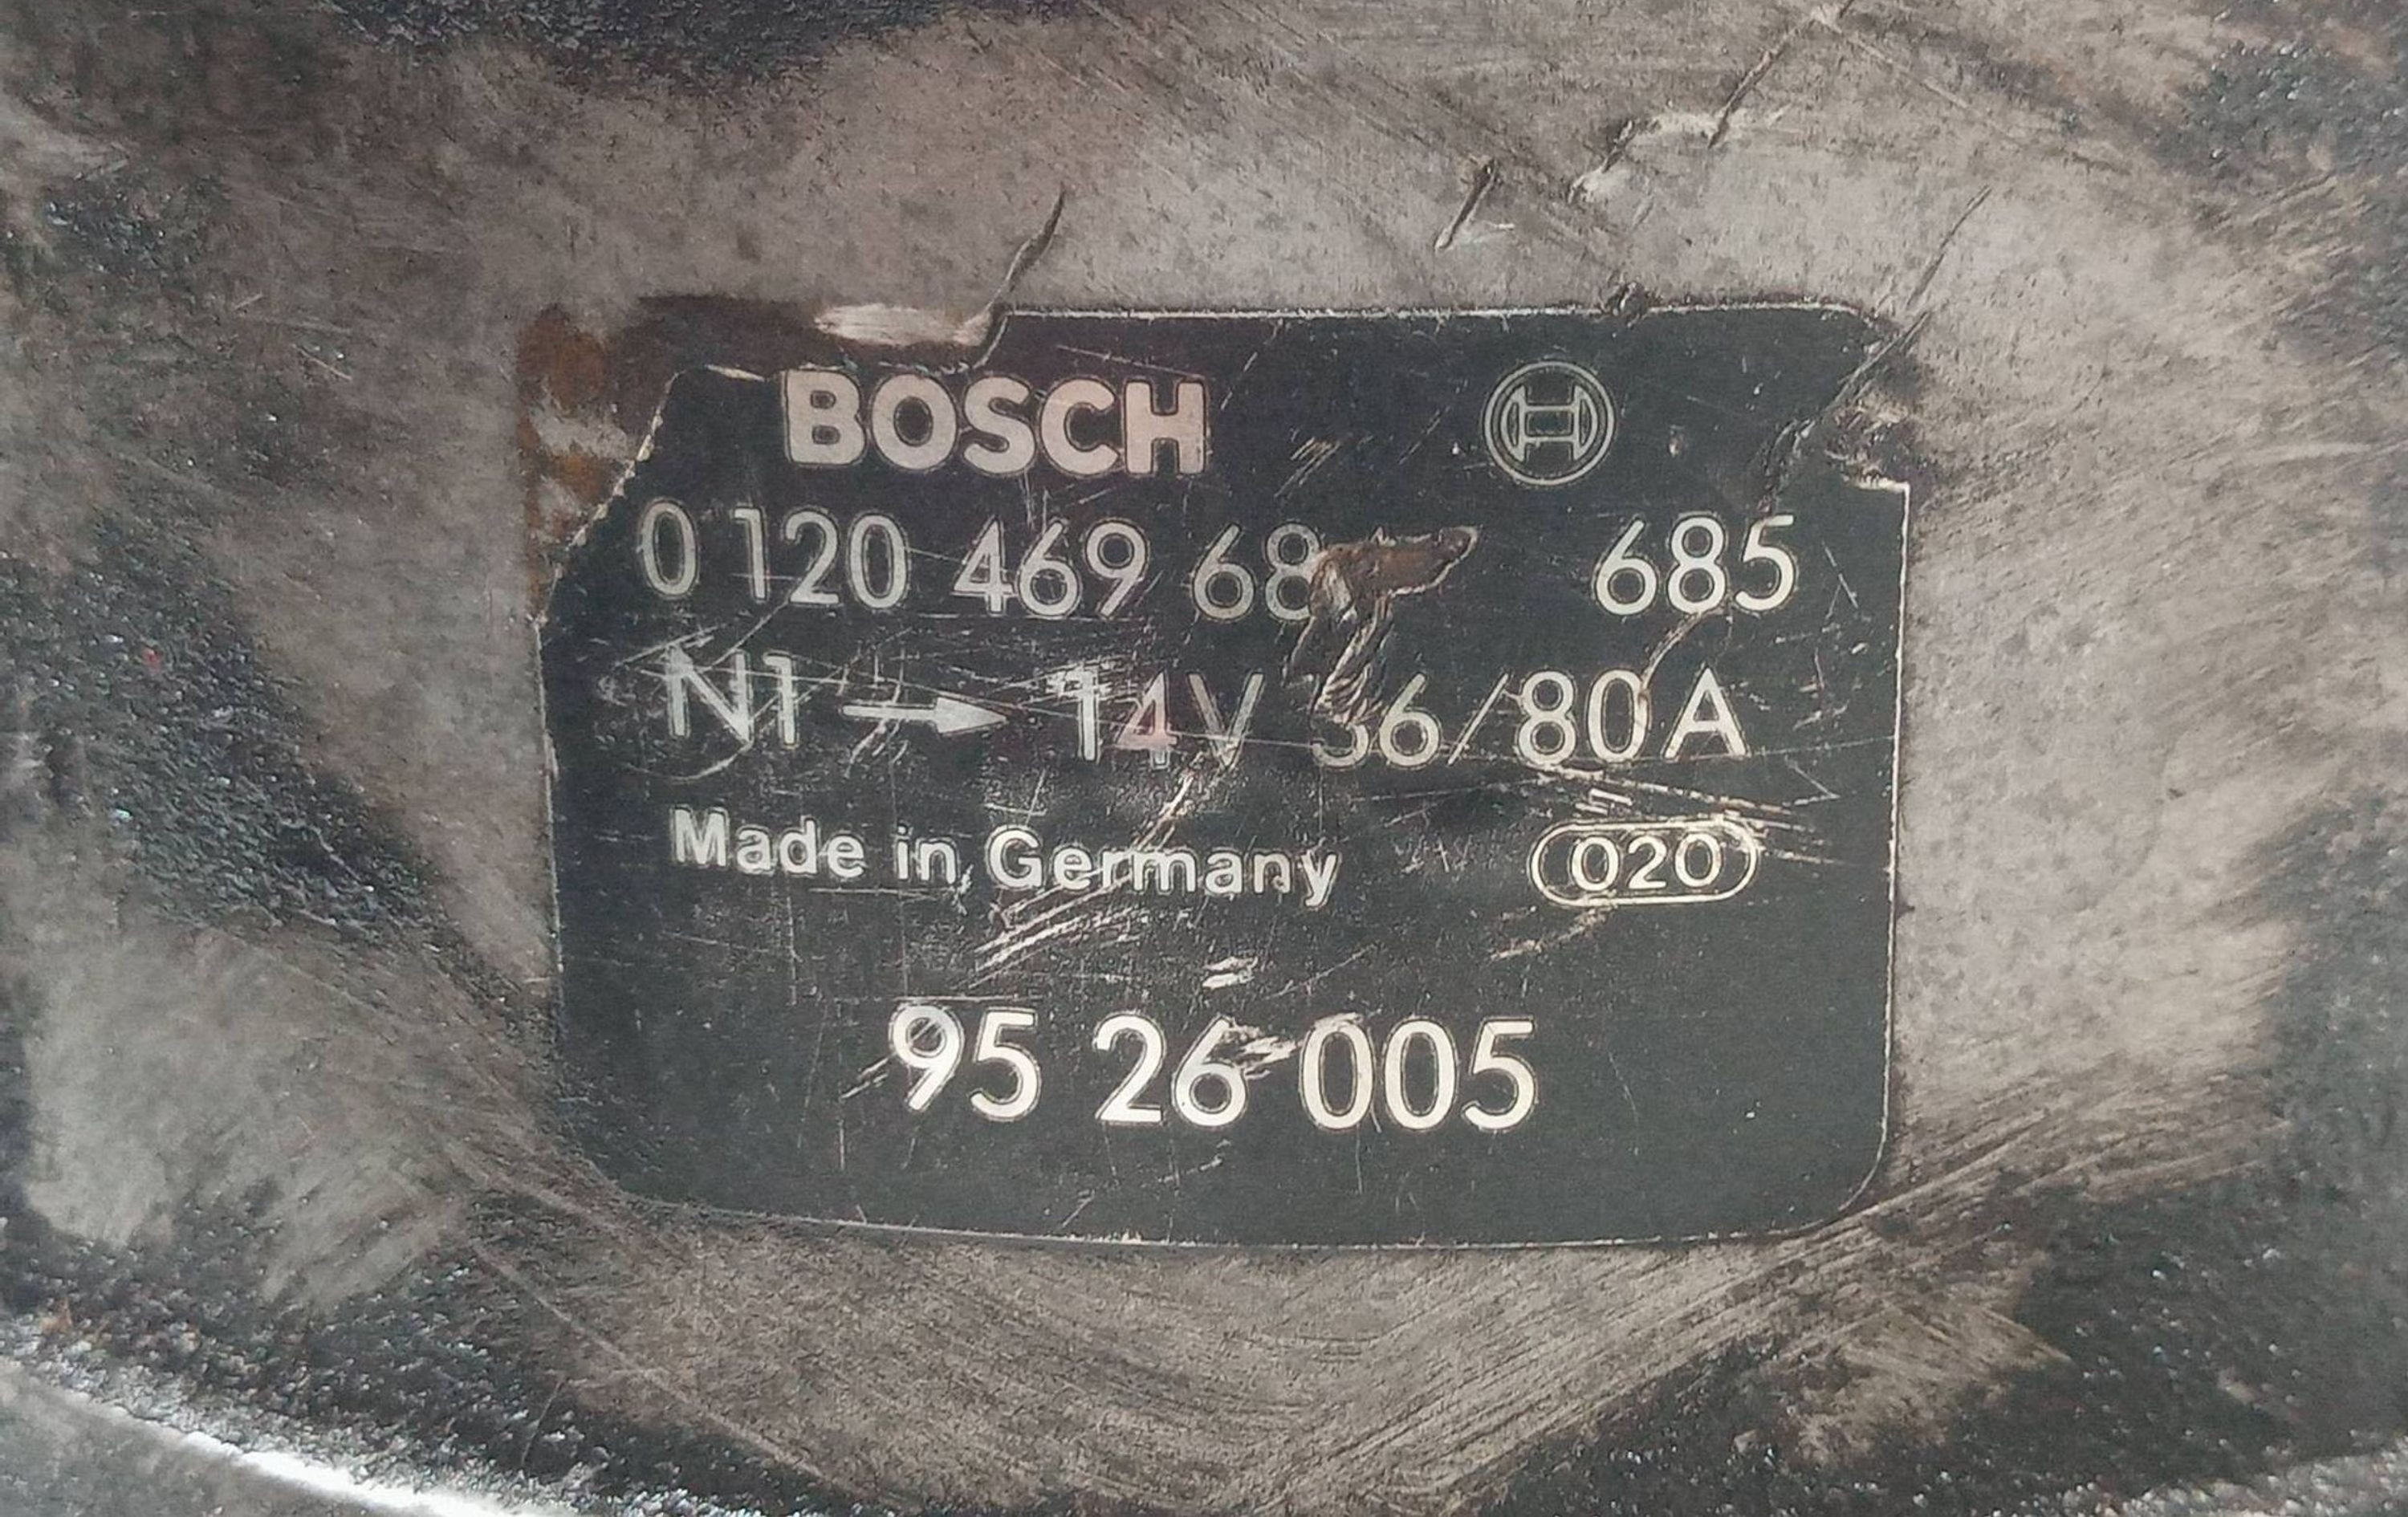 BOSCH
0 120 469 68 685
N1 → 14V 36/80A
Made in Germany 020
95 26 005